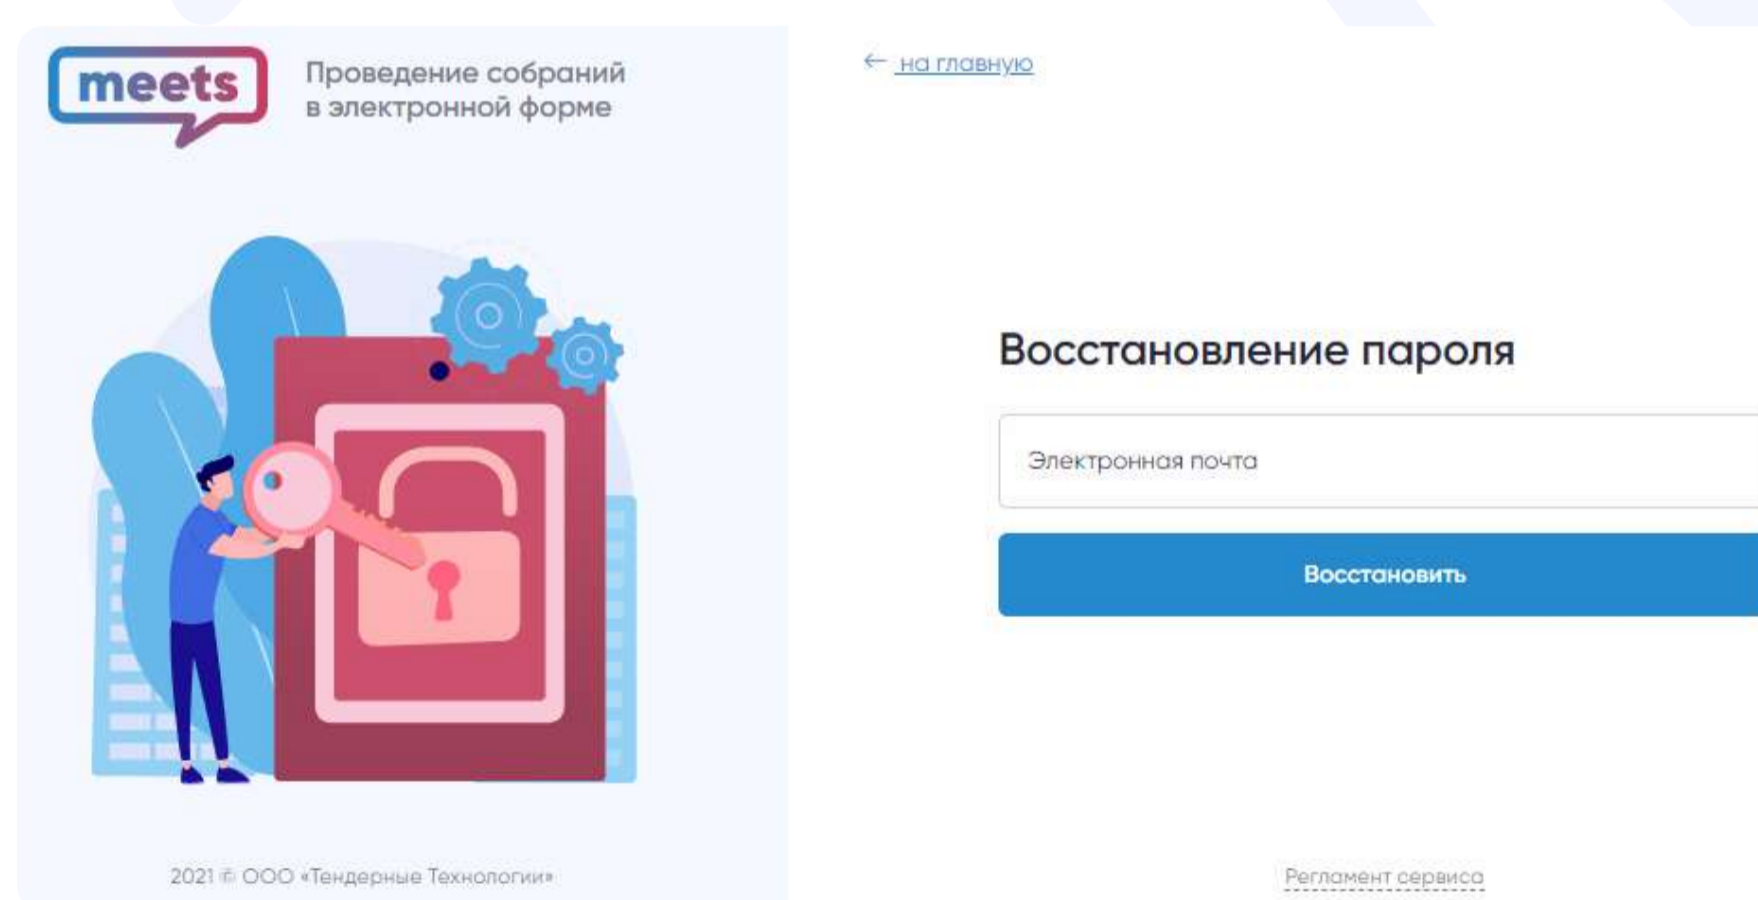 meets
Проведение собраний
в электронной форме
2021 © ООО «Тендерные Технологии»
← на главную
Восстановление пароля
Электронная почта
Восстановить
Регламент сервиса